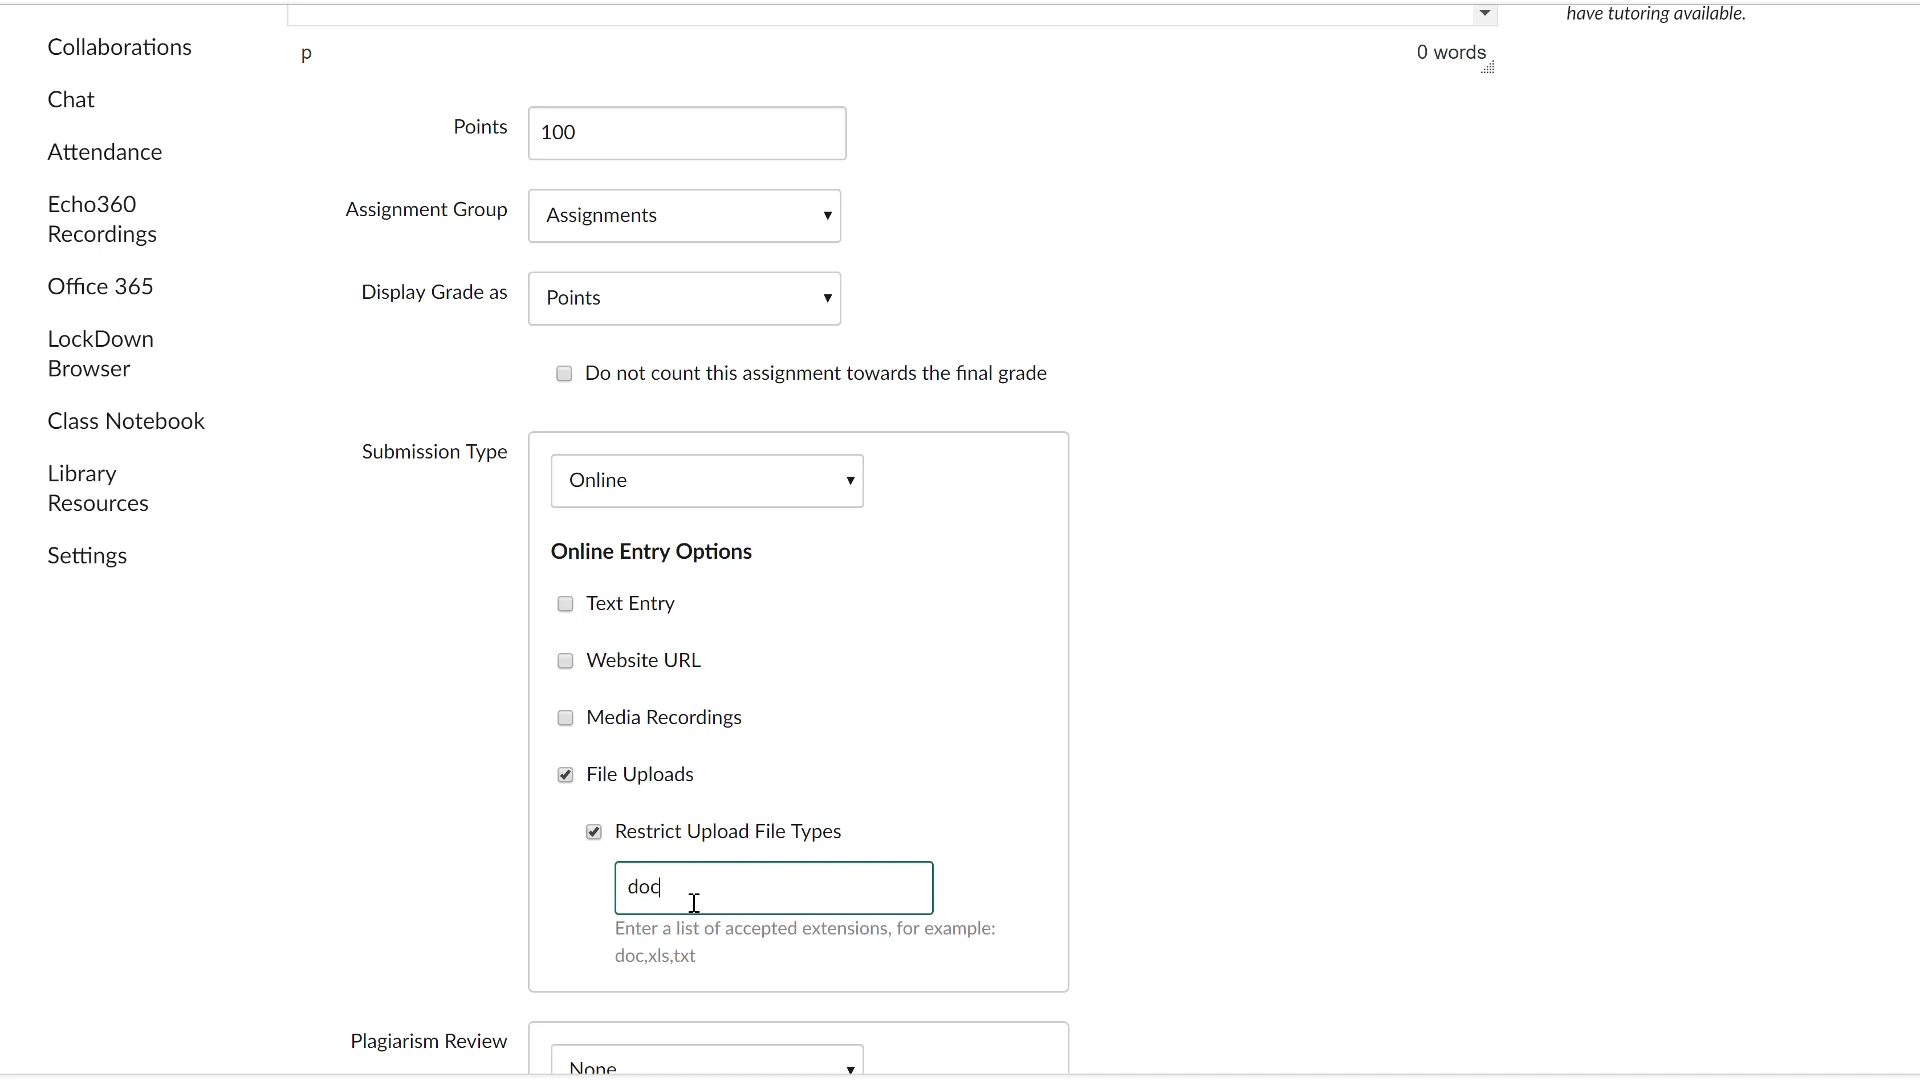 have tutoring available.
Collaborations
p
0 words
Chat
Points
100
Attendance
Echo360
Recordings
Assignment Group
Assignments
Office 365
Display Grade as
Points
LockDown
Browser
Do not count this assignment towards the final grade
Class Notebook
Submission Type
Online
Library
Resources
Settings
Online Entry Options
Text Entry
Website URL
Media Recordings
File Uploads
Restrict Upload File Types
doc
Enter a list of accepted extensions, for example:
doc,xls,txt
Plagiarism Review
None